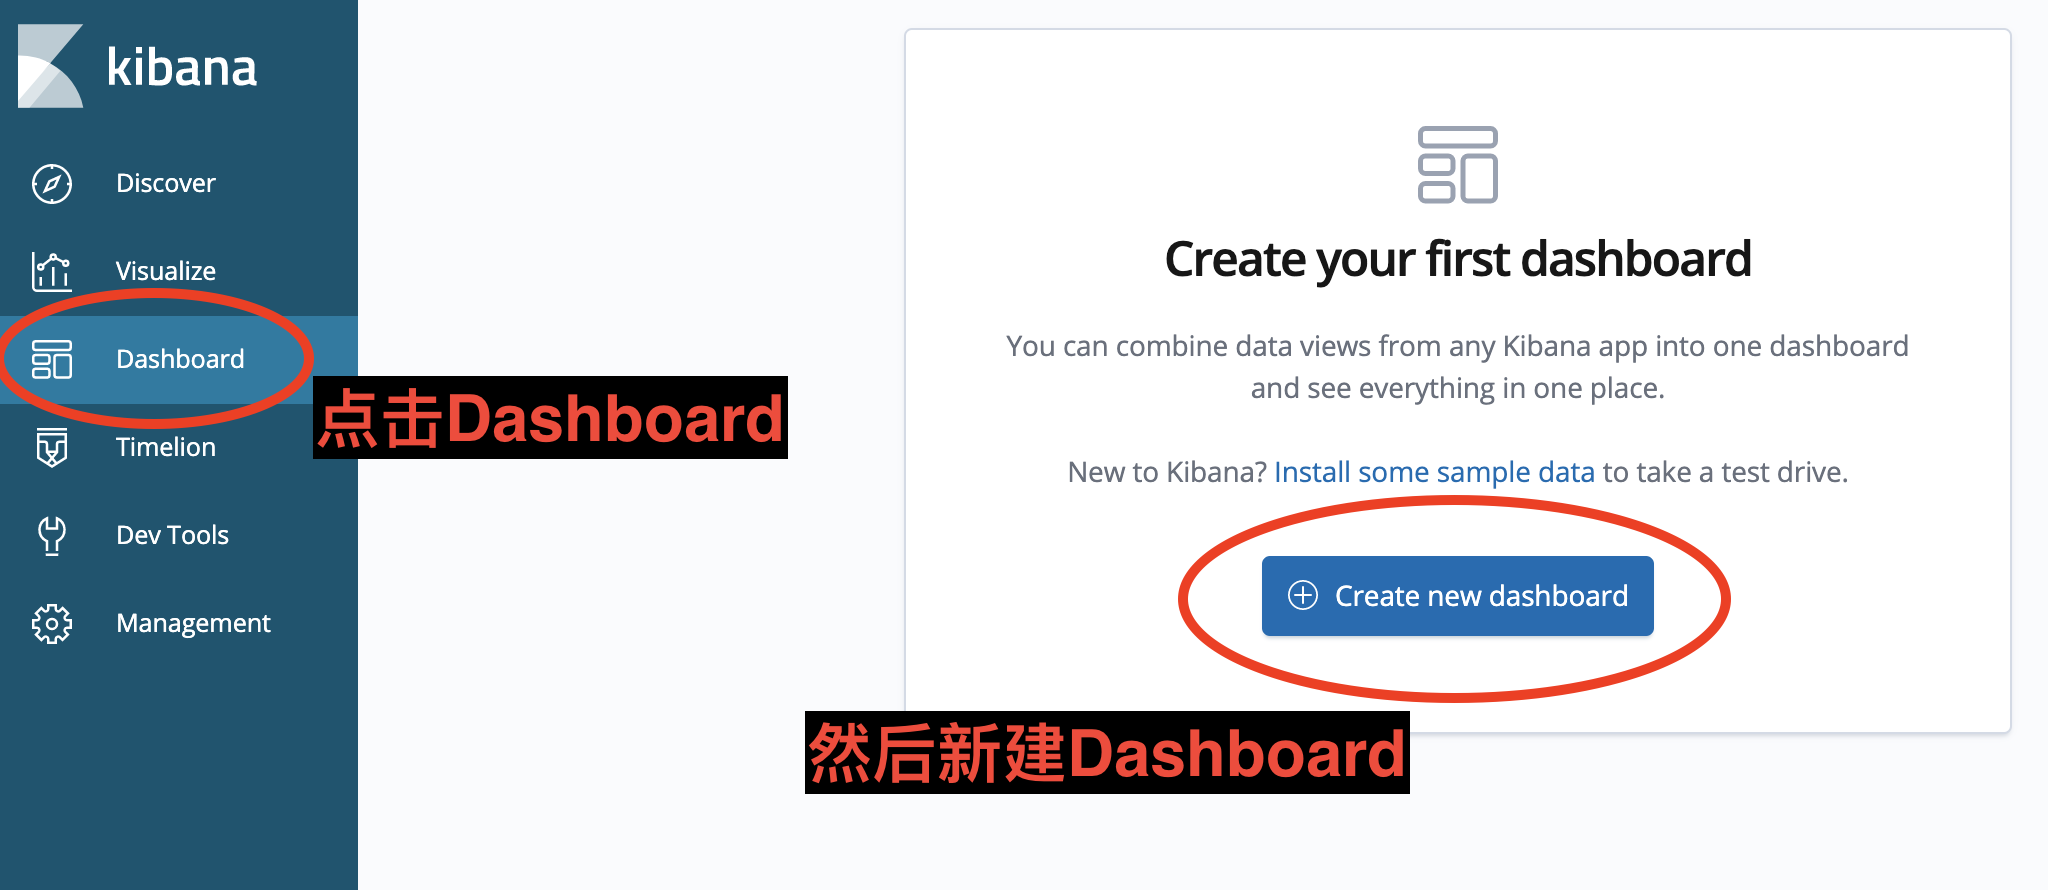 kibana
Discover
Visualize
Dashboard
Timelion
Dev Tools
Management
点击Dashboard
Create your first dashboard
You can combine data views from any Kibana app into one dashboard
and see everything in one place.
New to Kibana? Install some sample data to take a test drive.
Create new dashboard
然后新建Dashboard